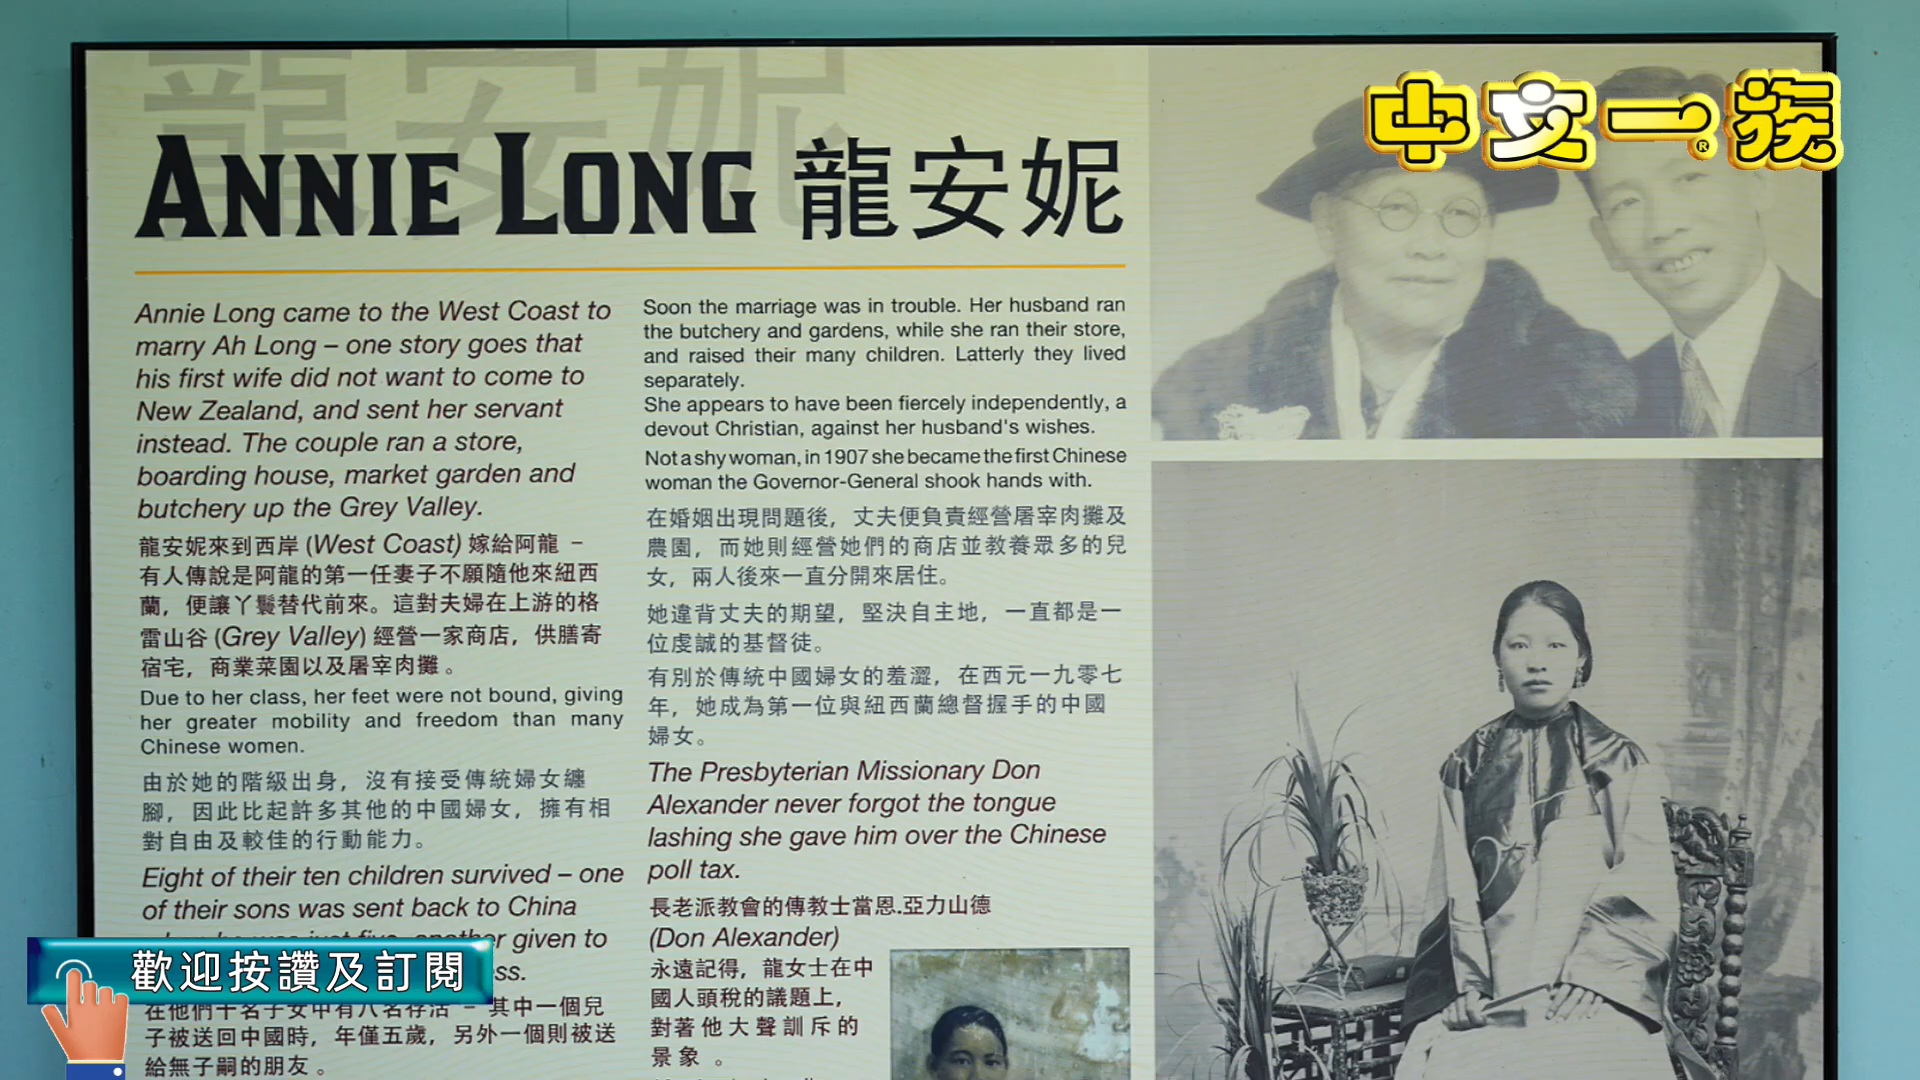 中文一族
龍安妮
ANNIE LONG 龍安妮
Annie Long came to the West Coast to
marry Ah Long – one story goes that
his first wife did not want to come to
New Zealand, and sent her servant
instead. The couple ran a store,
boarding house, market garden and
butchery up the Grey Valley.
龍安妮來到西岸 (West Coast) 嫁給阿龍 –
有人傳說是阿龍的第一任妻子不願隨他來紐西
蘭，便讓丫鬟替代前來。這對夫婦在上游的格
雷山谷 (Grey Valley) 經營一家商店，供膳寄
宿宅，商業菜園以及屠宰肉攤。
Due to her class, her feet were not bound, giving
her greater mobility and freedom than many
Chinese women.
由於她的階級出身，沒有接受傳統婦女纏
腳，因此比起許多其他的中國婦女，擁有相
對自由及較佳的行動能力。
Eight of their ten children survived – one
of their sons was sent back to China
just five, another given to
在他們十名子女中有八名存活 – 其中一個兒
子被送回中國時，年僅五歲，另外一個則被送
給無子嗣的朋友。
Soon the marriage was in trouble. Her husband ran
the butchery and gardens, while she ran their store,
and raised their many children. Latterly they lived
separately.
She appears to have been fiercely independently, a
devout Christian, against her husband's wishes.
Not a shy woman, in 1907 she became the first Chinese
woman the Governor-General shook hands with.
在婚姻出現問題後，丈夫便負責經營屠宰肉攤及
農園，而她則經營她們的商店並教養眾多的兒
女，兩人後來一直分開來居住。
她違背丈夫的期望，堅決自主地，一直都是一
位虔誠的基督徒。
有別於傳統中國婦女的羞澀，在西元一九零七
年，她成為第一位與紐西蘭總督握手的中國
婦女。
The Presbyterian Missionary Don
Alexander never forgot the tongue
lashing she gave him over the Chinese
poll tax.
長老派教會的傳教士當恩.亞力山德
(Don Alexander)
永遠記得，龍女士在中
國人頭稅的議題上，
對著他大聲訓斥的
景象。
歡迎按讚及訂閱